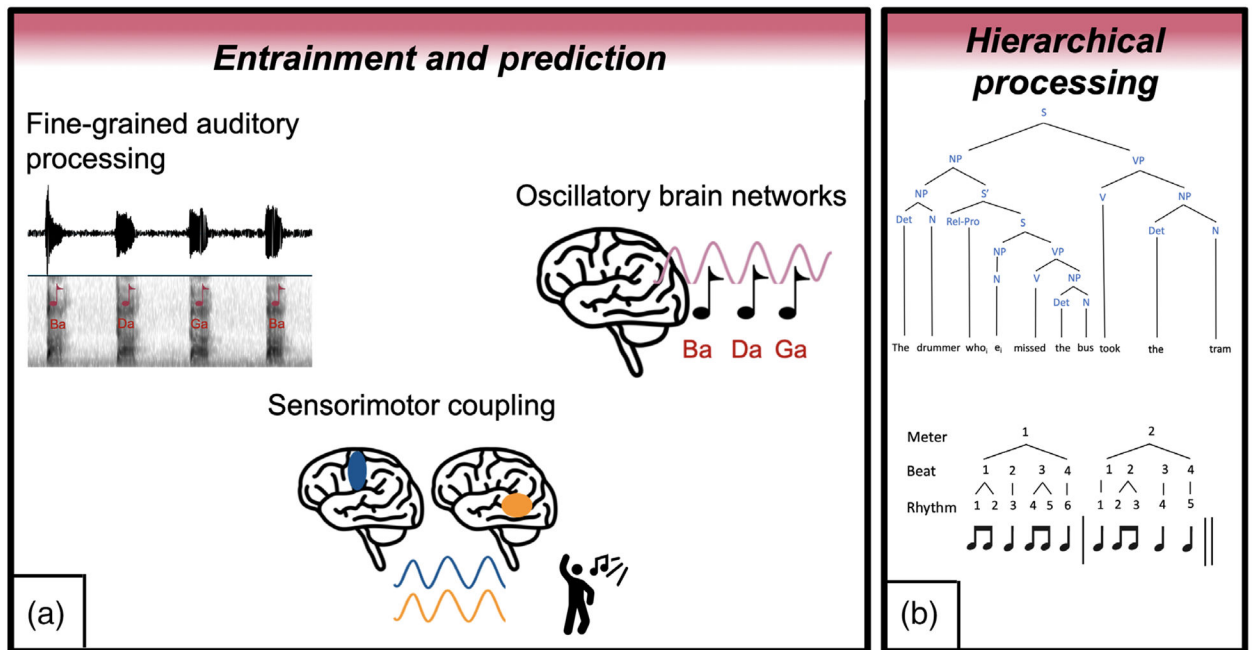 Entrainment and prediction
Fine-grained auditory
processing
Ba Da Ga Ba
Oscillatory brain networks
Ba Da Ga
Sensorimotor coupling
(a)
Hierarchical
processing
S
NP VP
NP S' V NP
Det N Rel-Pro S Det N
NP VP
N V NP
Det N
The drummer whoᵢ eᵢ missed the bus took the tram
Meter 1 2
Beat 1 2 3 4 1 2 3 4
Rhythm 1 2 3 4 5 6 1 2 3 4 5
(b)